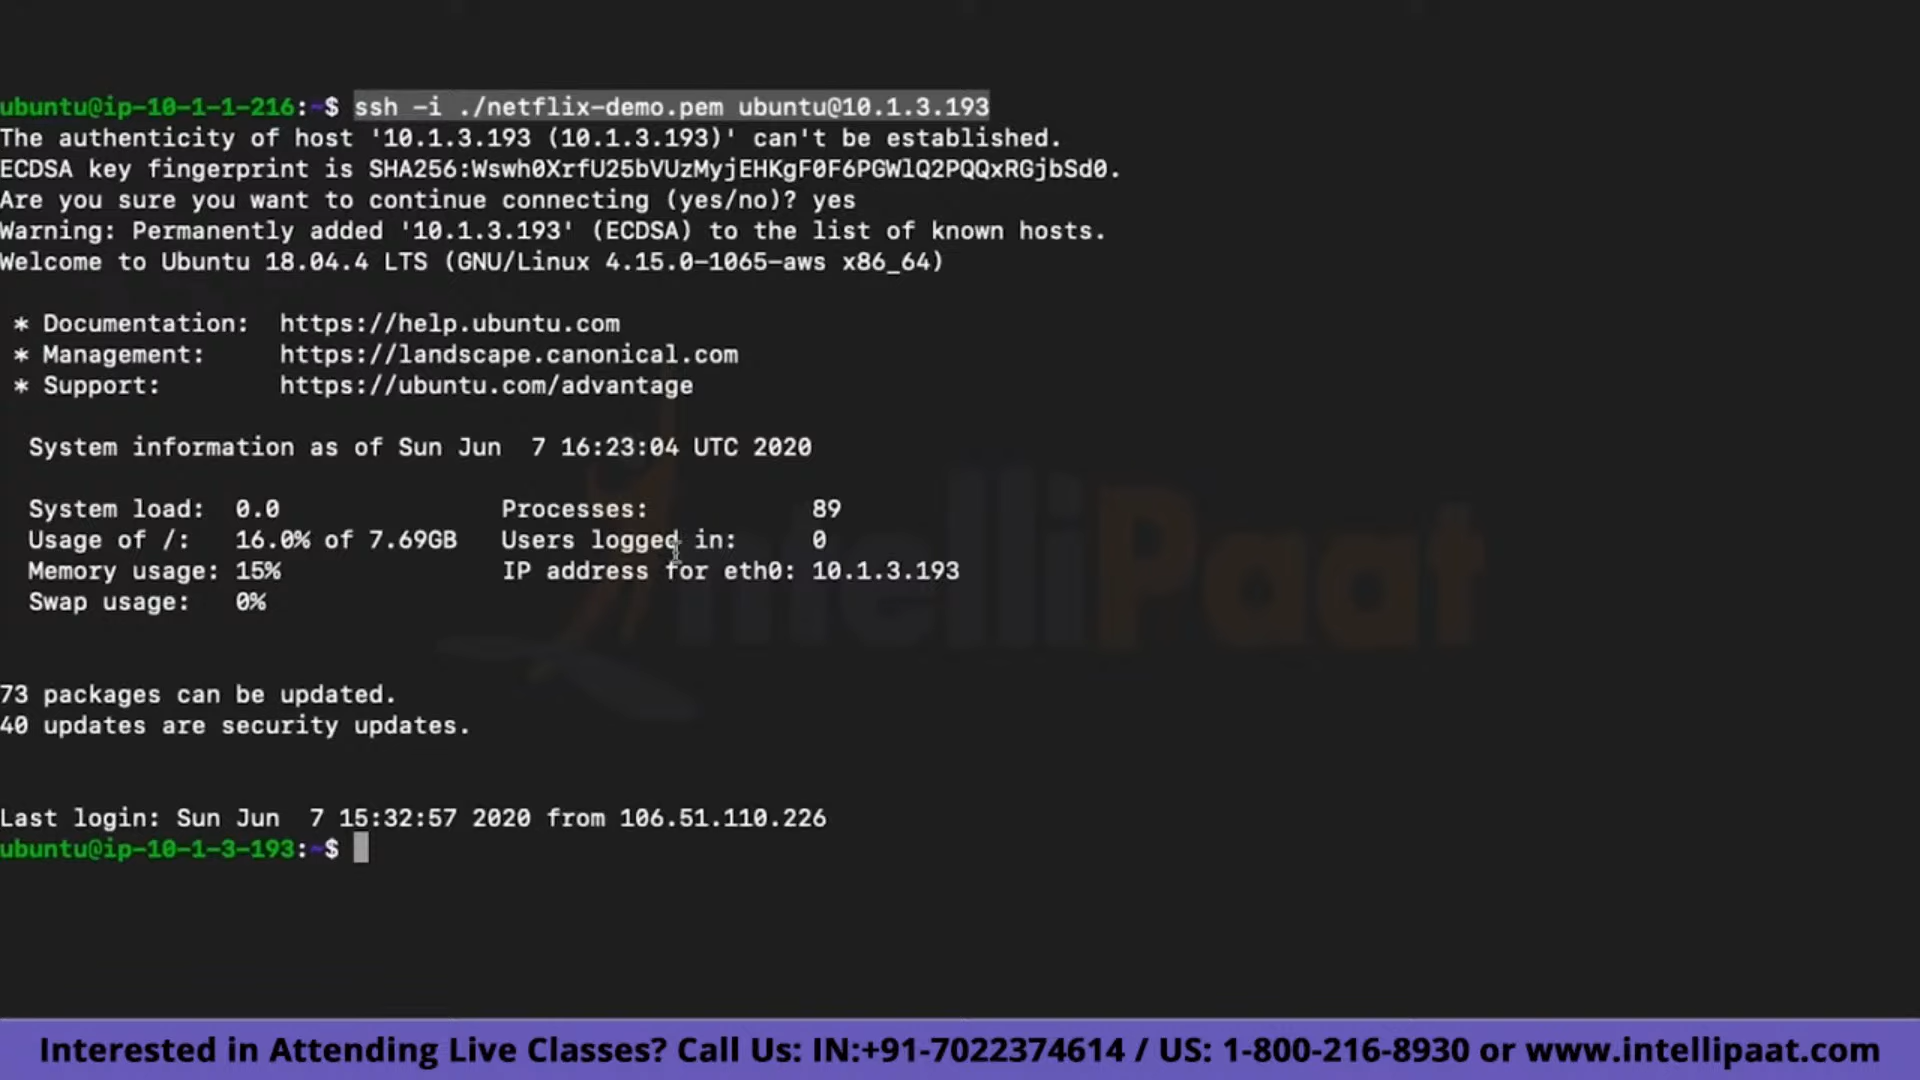 ubuntu@ip-10-1-1-216:~$ ssh -i ./netflix-demo.pem ubuntu@10.1.3.193
The authenticity of host '10.1.3.193 (10.1.3.193)' can't be established.
ECDSA key fingerprint is SHA256:Wswh0XrfU25bVUzMyjEHKgF0F6PGWlQ2PQQxRGjbSd0.
Are you sure you want to continue connecting (yes/no)? yes
Warning: Permanently added '10.1.3.193' (ECDSA) to the list of known hosts.
Welcome to Ubuntu 18.04.4 LTS (GNU/Linux 4.15.0-1065-aws x86_64)
* Documentation: https://help.ubuntu.com
* Management: https://landscape.canonical.com
* Support: https://ubuntu.com/advantage
System information as of Sun Jun 7 16:23:04 UTC 2020
System load: 0.0 Processes: 89
Usage of /: 16.0% of 7.69GB Users logged in: 0
Memory usage: 15% IP address for eth0: 10.1.3.193
Swap usage: 0%
intelliPaat
73 packages can be updated.
40 updates are security updates.
Last login: Sun Jun 7 15:32:57 2020 from 106.51.110.226
ubuntu@ip-10-1-3-193:~$
Interested in Attending Live Classes? Call Us: IN:+91-7022374614 / US: 1-800-216-8930 or www.intellipaat.com